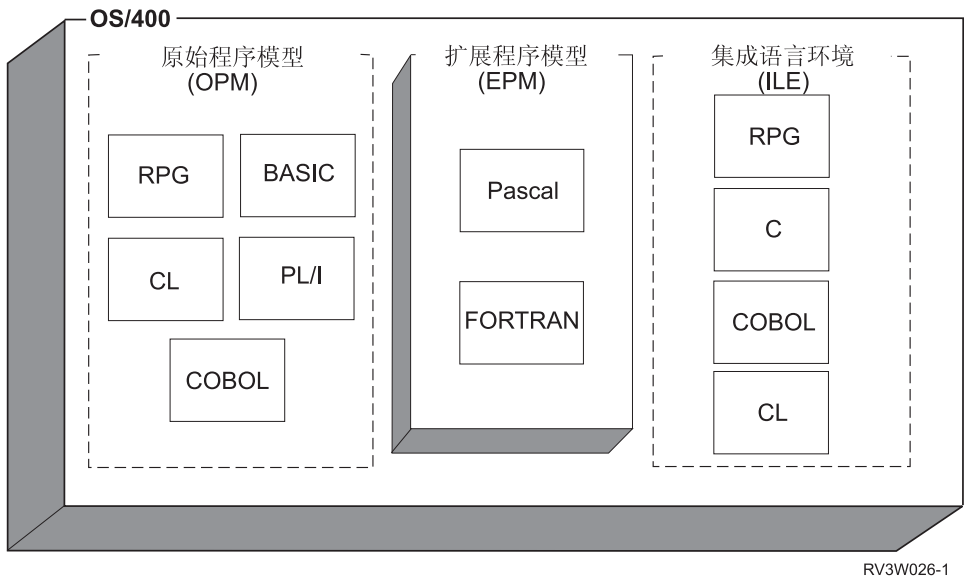 OS/400
原始程序模型
(OPM)
RPG
BASIC
CL
PL/I
COBOL
扩展程序模型
(EPM)
Pascal
FORTRAN
集成语言环境
(ILE)
RPG
C
COBOL
CL
RV3W026-1